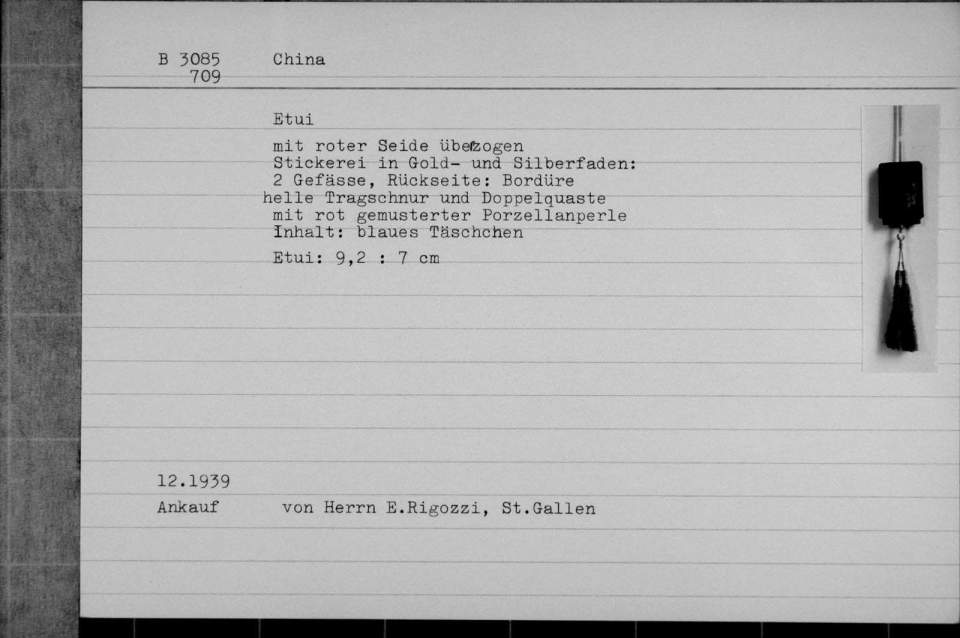 B 3085 China
709
Etui
mit roter Seide überzogen
Stickerei in Gold- und Silberfaden:
2 Gefässe, Rückseite: Bordüre
helle Tragschnur und Doppelquaste
mit rot gemusterter Porzellanperle
Inhalt: blaues Täschchen
Etui: 9,2 : 7 cm
12.1939
Ankauf von Herrn E.Rigozzi, St.Gallen